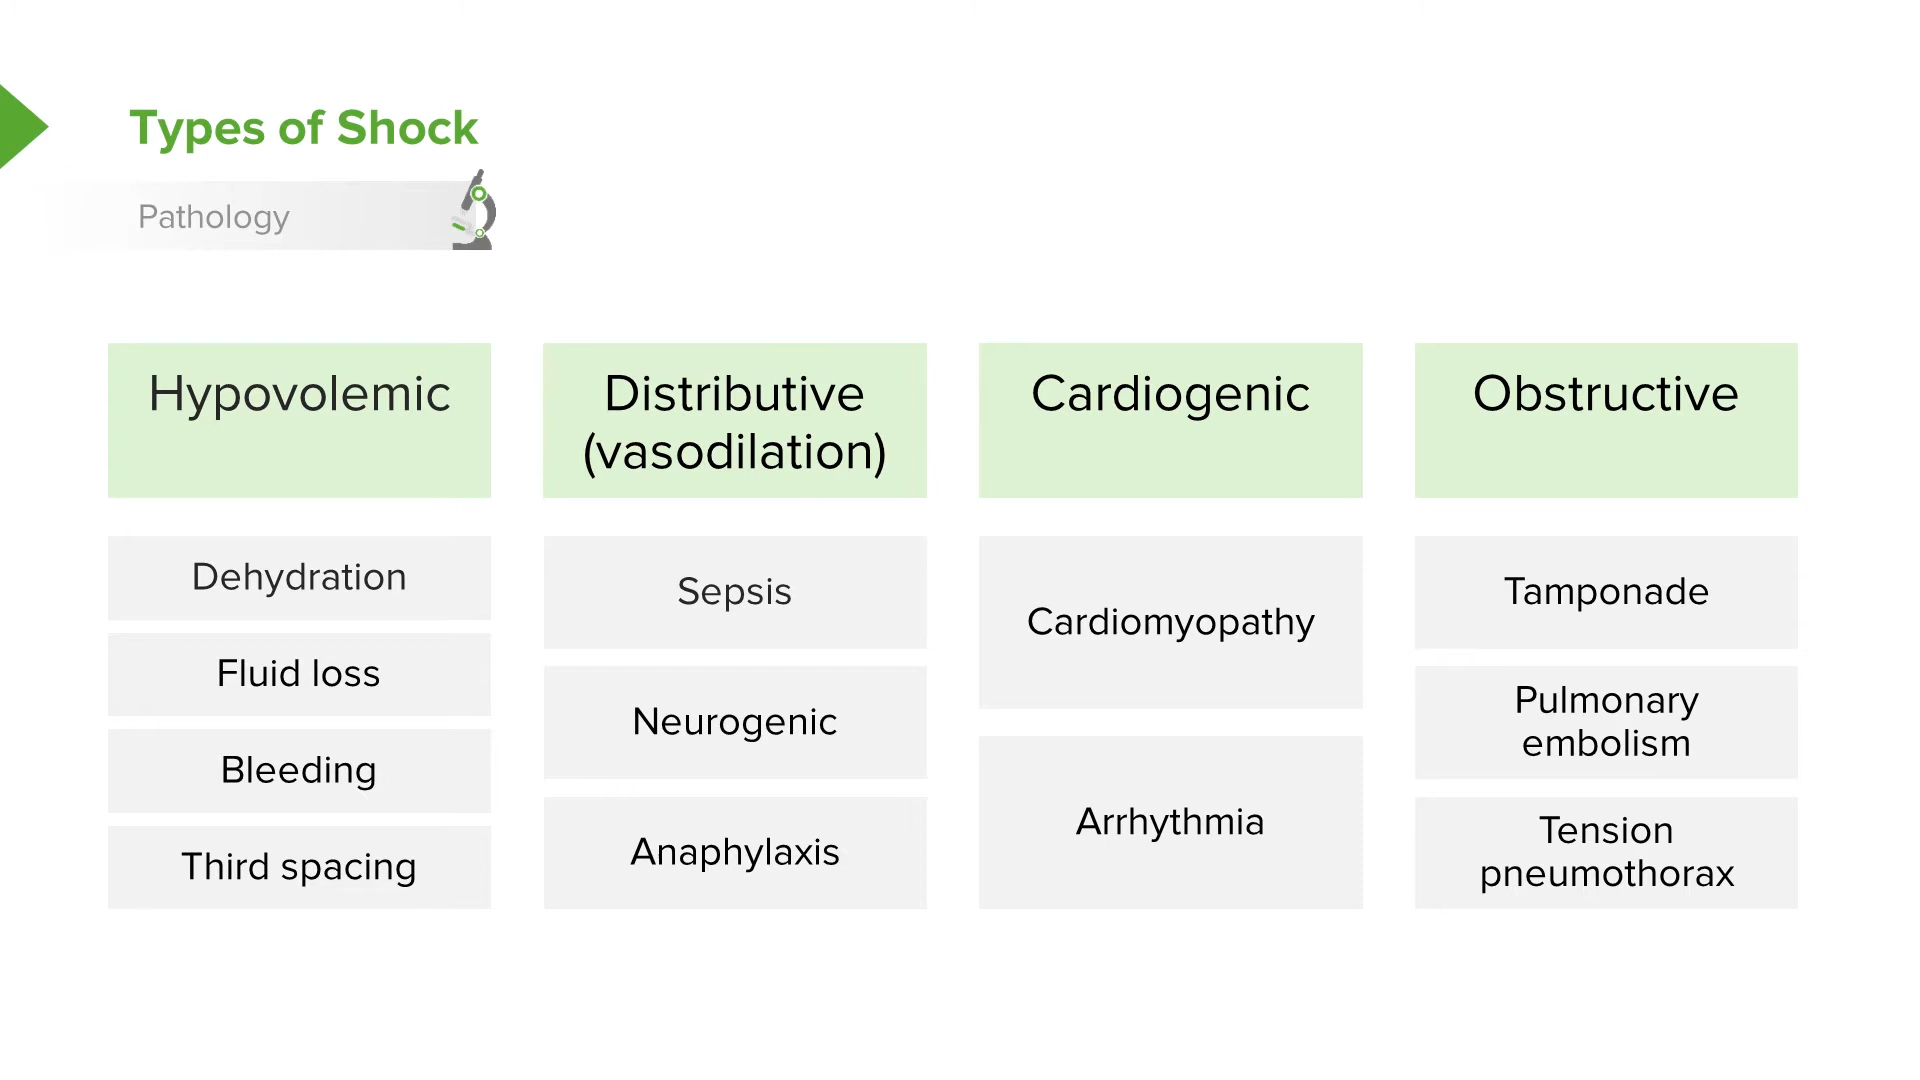 Types of Shock
Pathology
Hypovolemic
Dehydration
Fluid loss
Bleeding
Third spacing
Distributive
(vasodilation)
Sepsis
Neurogenic
Anaphylaxis
Cardiogenic
Cardiomyopathy
Arrhythmia
Obstructive
Tamponade
Pulmonary
embolism
Tension
pneumothorax